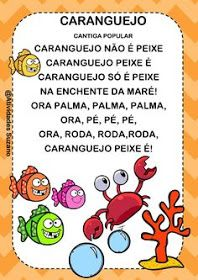 CARANGUEJO
CANTIGA POPULAR
CARANGUEJO NÃO É PEIXE
CARANGUEJO PEIXE É
CARANGUEJO SÓ É PEIXE
NA ENCHENTE DA MARÉ!
ORA PALMA, PALMA, PALMA,
ORA, PÉ, PÉ, PÉ,
ORA, RODA, RODA,RODA,
CARANGUEJO PEIXE É!
@Atividades Suzano